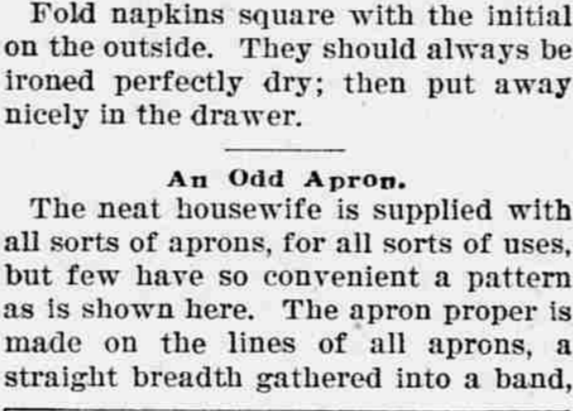 Fold napkins square with the initial
on the outside. They should always be
ironed perfectly dry; then put away
nicely in the drawer.
An Odd Apron.
The neat housewife is supplied with
all sorts of aprons, for all sorts of uses,
but few have so convenient a pattern
as is shown here. The apron proper is
made on the lines of all aprons, a
straight breadth gathered into a band,